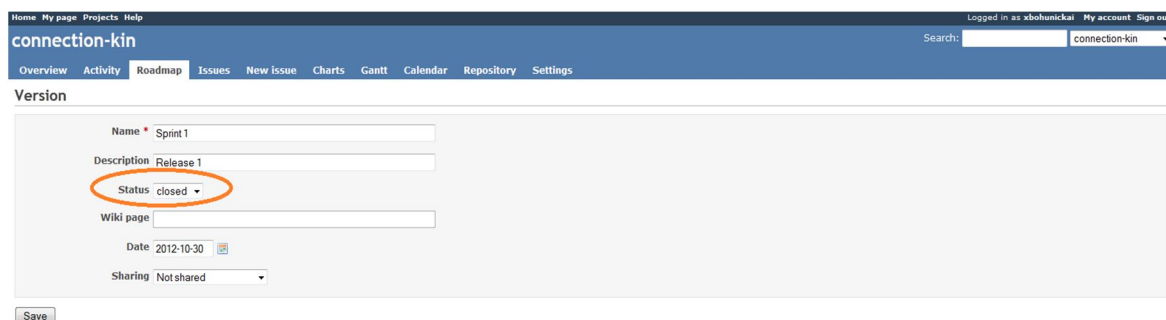 Home My page Projects Help Logged in as xbohunickai My account Sign ou
connection-kin Search: connection-kin
Overview Activity Roadmap Issues New issue Charts Gantt Calendar Repository Settings
Version
Name * Sprint 1
Description Release 1
Status closed
Wiki page
Date 2012-10-30
Sharing Not shared
Save